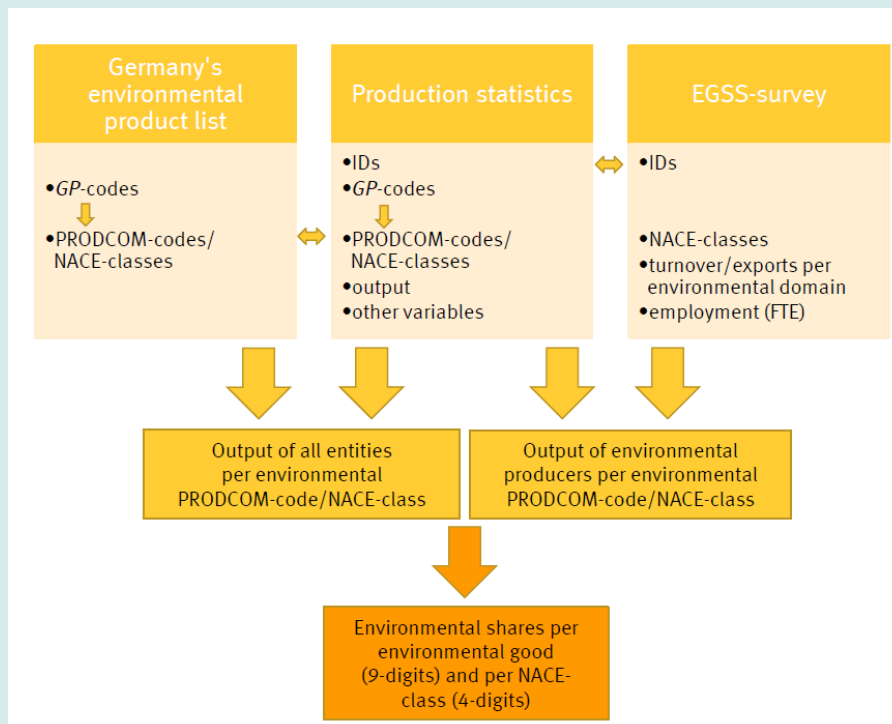 Germany's
environmental
product list
•GP-codes
•PRODCOM-codes/
NACE-classes
Production statistics
•IDs
•GP-codes
•PRODCOM-codes/
NACE-classes
•output
•other variables
EGSS-survey
•IDs
•NACE-classes
•turnover/exports per
environmental domain
•employment (FTE)
Output of all entities
per environmental
PRODCOM-code/NACE-class
Output of environmental
producers per environmental
PRODCOM-code/NACE-class
Environmental shares per
environmental good
(9-digits) and per NACE-
class (4-digits)